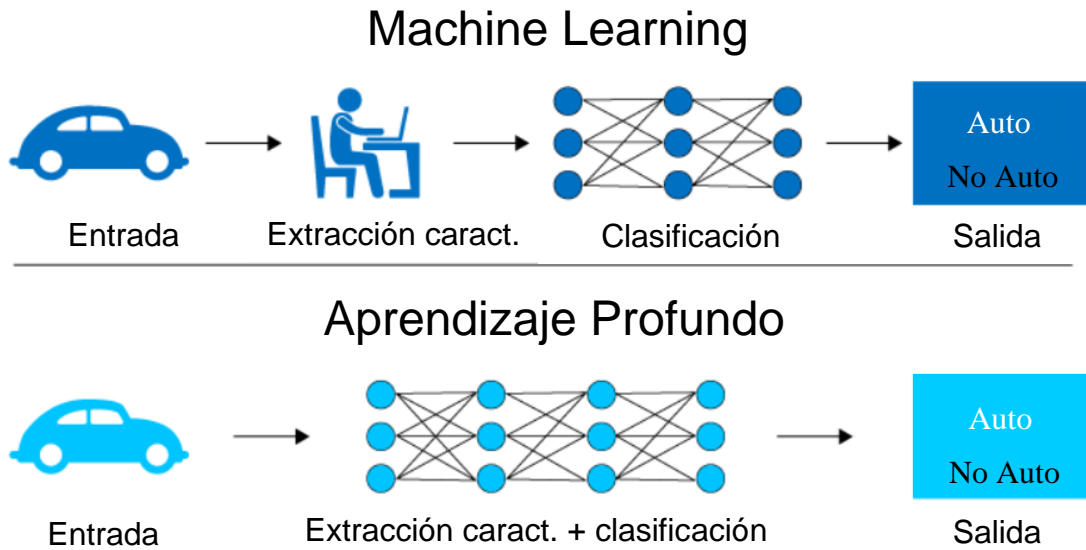 Machine Learning
Auto
No Auto
Entrada
Extracción caract.
Clasificación
Salida
Aprendizaje Profundo
Auto
No Auto
Entrada
Extracción caract. + clasificación
Salida